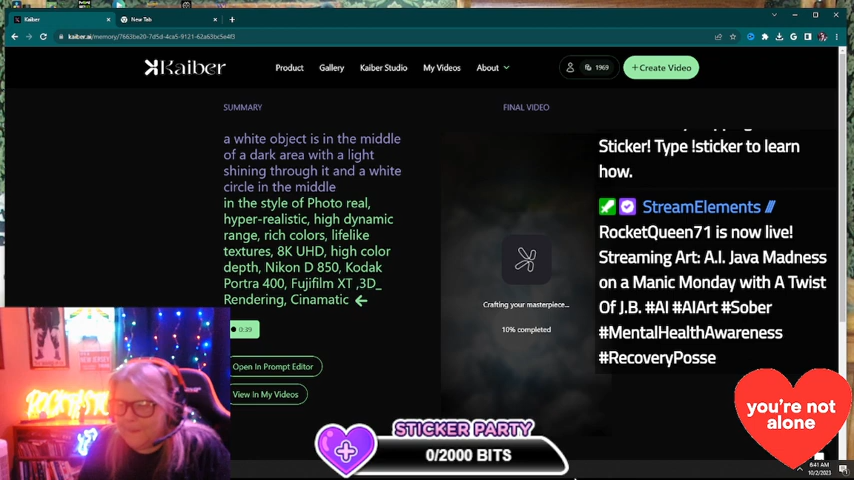 Kaiber
New Tab
kaiber.ai/memory/7663be20-7d5d-4ca5-9121-62a63bc5e4f3
Kaiber
Product
Gallery
Kaiber Studio
My Videos
About
1969
+Create Video
SUMMARY
FINAL VIDEO
a white object is in the middle
of a dark area with a light
shining through it and a white
circle in the middle
in the style of Photo real,
hyper-realistic, high dynamic
range, rich colors, lifelike
textures, 8K UHD, high color
depth, Nikon D 850, Kodak
Portra 400, Fujifilm XT ,3D_
Rendering, Cinamatic
0:39
Open In Prompt Editor
View In My Videos
Crafting your masterpiece...
10% completed
Sticker! Type !sticker to learn
how.
StreamElements
RocketQueen71 is now live!
Streaming Art: A.I. Java Madness
on a Manic Monday with A Twist
Of J.B. #AI #AIArt #Sober
#MentalHealthAwareness
#RecoveryPosse
you're not
alone
STICKER PARTY
0/2000 BITS
8:41 AM
10/2/2023